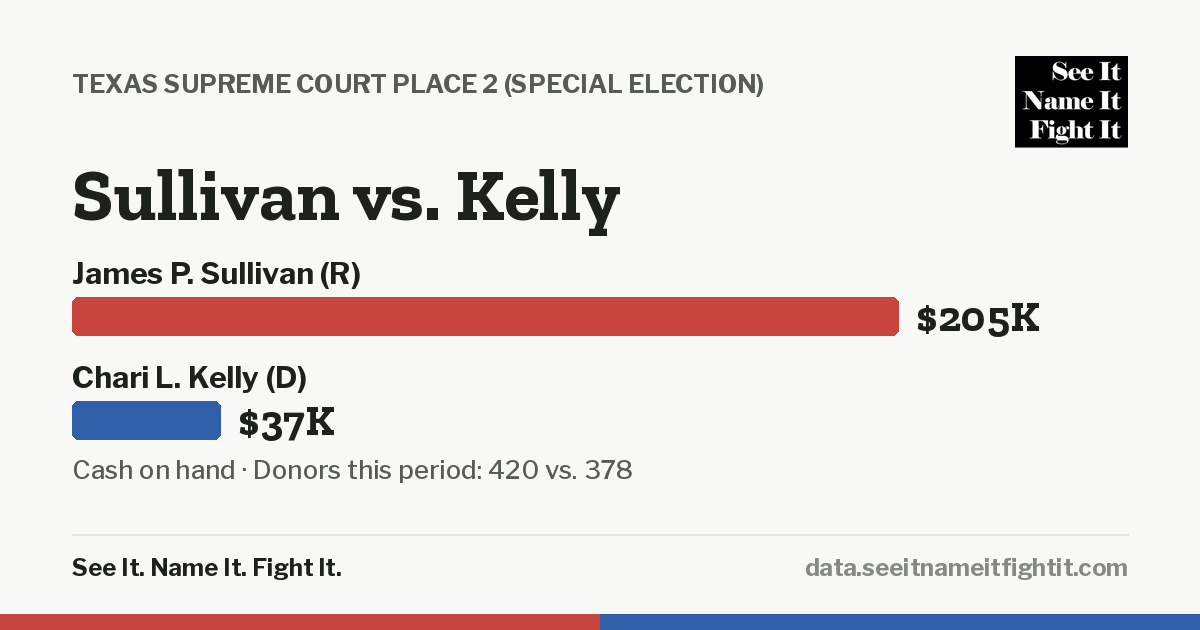 TEXAS SUPREME COURT PLACE 2 (SPECIAL ELECTION)
See It
Name It
Fight It
Sullivan vs. Kelly
James P. Sullivan (R)
$205K
Chari L. Kelly (D)
$37K
Cash on hand · Donors this period: 420 vs. 378
See It. Name It. Fight It.
data.seeitnameitfightit.com